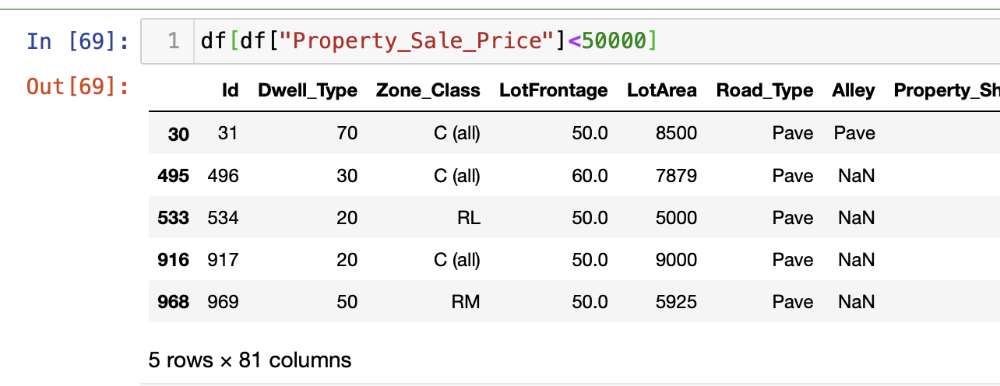 In [69]: 1 df[df["Property_Sale_Price"]<50000]
Out[69]:
Id Dwell_Type Zone_Class LotFrontage LotArea Road_Type Alley Property_Sh
30 31 70 C (all) 50.0 8500 Pave Pave
495 496 30 C (all) 60.0 7879 Pave NaN
533 534 20 RL 50.0 5000 Pave NaN
916 917 20 C (all) 50.0 9000 Pave NaN
968 969 50 RM 50.0 5925 Pave NaN
5 rows × 81 columns